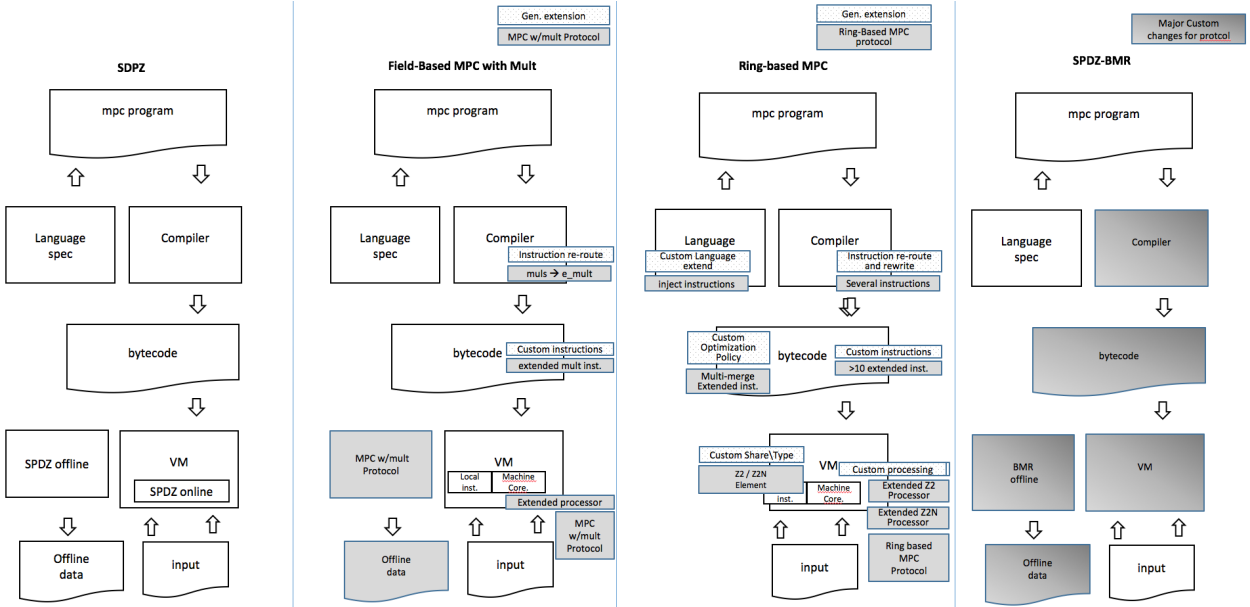 SDPZ
mpc program
Language
spec
Compiler
bytecode
SPDZ offline
VM
SPDZ online
Offline
data
input
Gen. extension
MPC w/mult Protocol
Field-Based MPC with Mult
mpc program
Language
spec
Compiler
Instruction re-route
muls → e_mult
bytecode
Custom instructions
extended mult inst.
MPC w/mult
Protocol
VM
Local
inst.
Machine
Core.
Extended processor
MPC
w/mult
Protocol
Offline
data
input
Gen. extension
Ring-Based MPC
protocol
Ring-based MPC
mpc program
Language
Custom Language
extend
inject instructions
Compiler
Instruction re-route
and rewrite
Several instructions
Custom
Optimization
Policy
Multi-merge
Extended inst.
bytecode
Custom instructions
>10 extended inst.
Custom Share\Type
Z2 / Z2N
Element
VM
Custom processing
inst.
Machine
Core.
Extended Z2
Processor
Extended Z2N
Processor
Ring based
MPC
Protocol
input
Major Custom
changes for protcol
SPDZ-BMR
mpc program
Language
spec
Compiler
bytecode
BMR
offline
VM
Offline
data
input